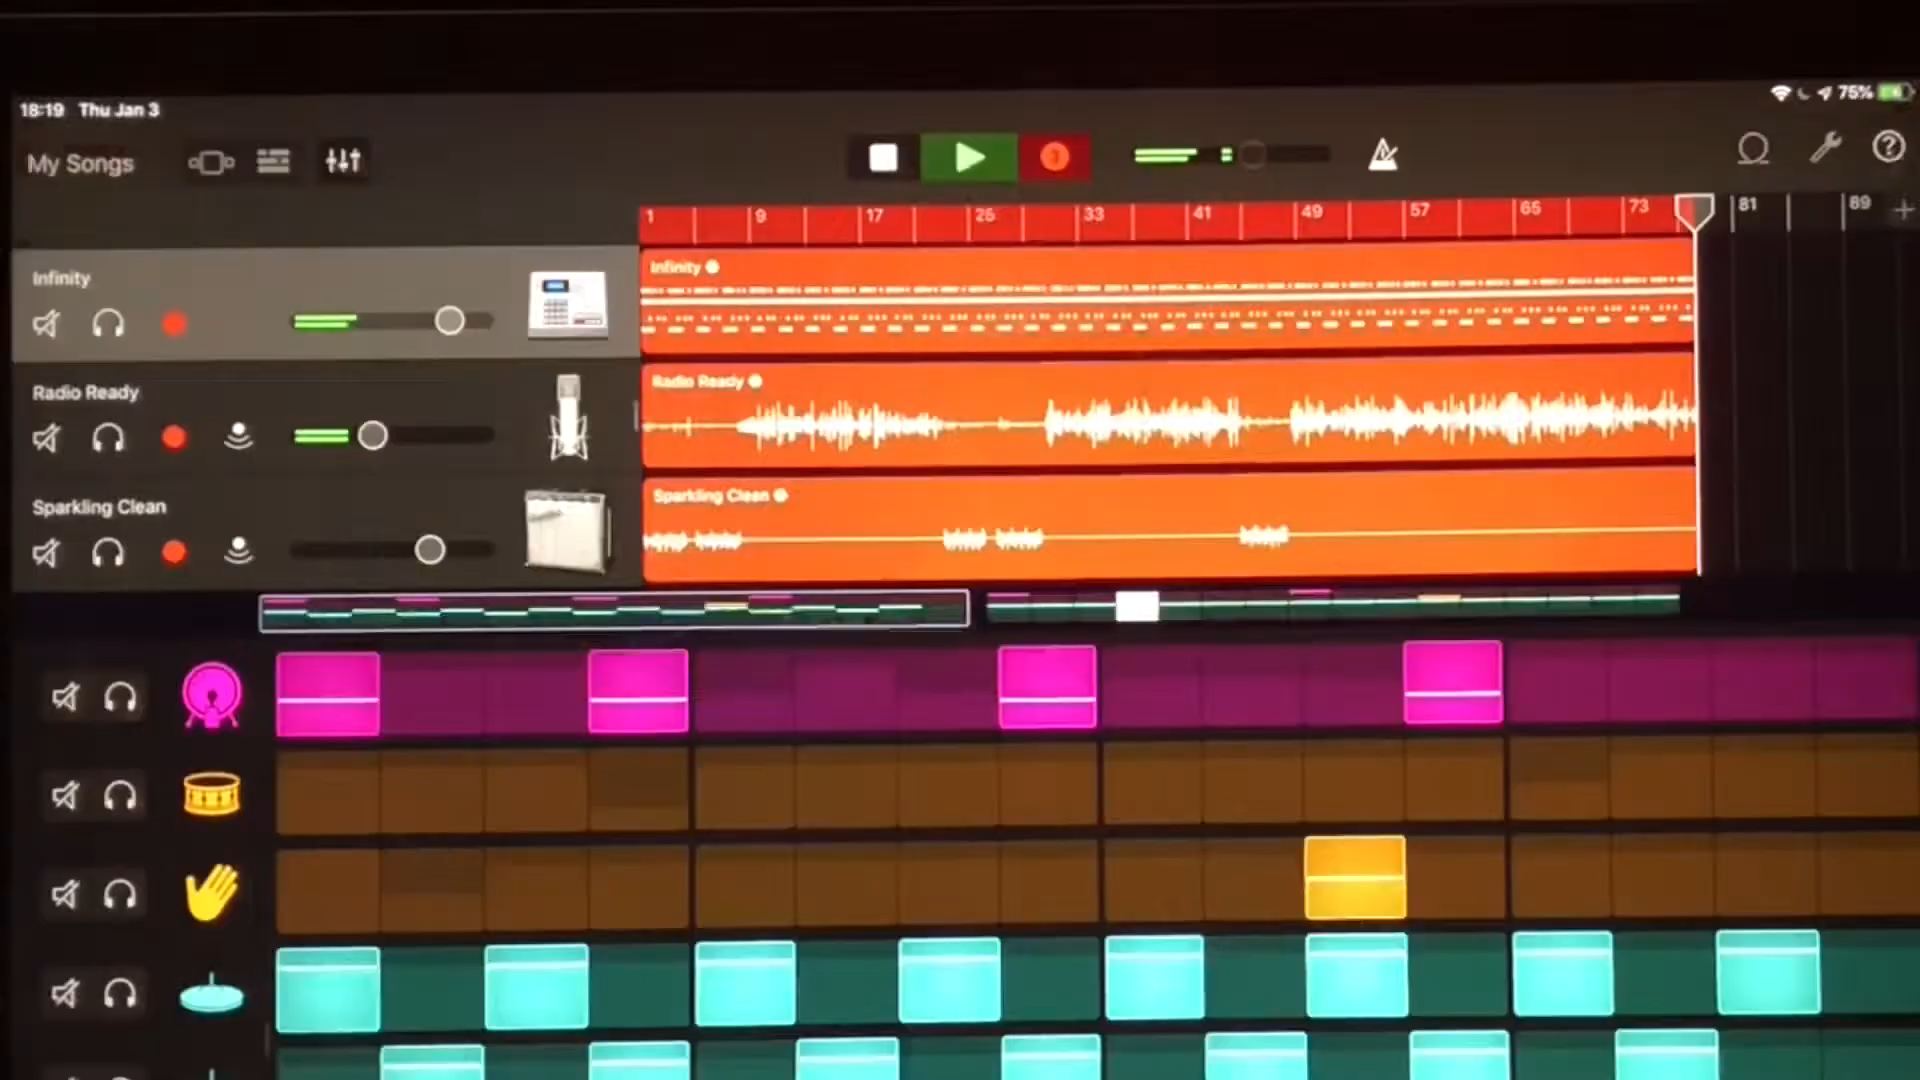 18:19 Thu Jan 3
75%
My Songs
3
?
1 9 17 25 33 41 49 57 65 73 81 89 +
Infinity
Infinity
Radio Ready
Radio Ready
Sparkling Clean
Sparkling Clean